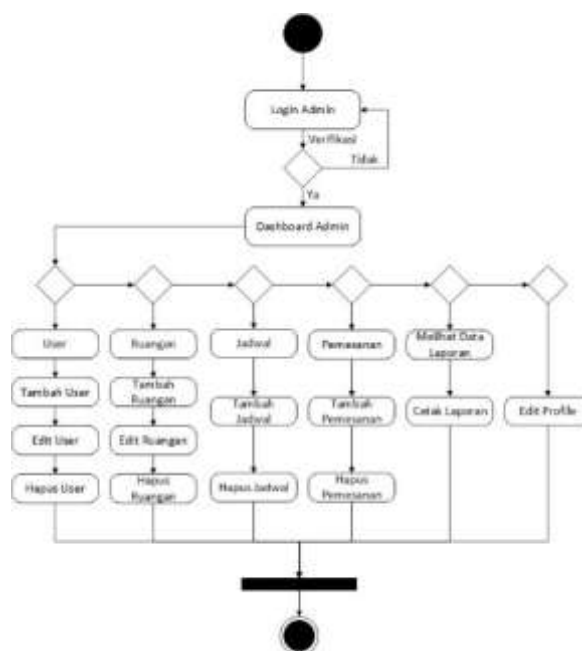 Login Admin
Verifikasi
Tidak
Ya
Dashboard Admin
User
Ruangan
Jadwal
Pemesanan
Melihat Data
Laporan
Tambah User
Tambah
Ruangan
Tambah
Jadwal
Tambah
Pemesanan
Cetak Laporan
Edit Profile
Edit User
Edit Ruangan
Hapus User
Hapus
Ruangan
Hapus Jadwal
Hapus
Pemesanan